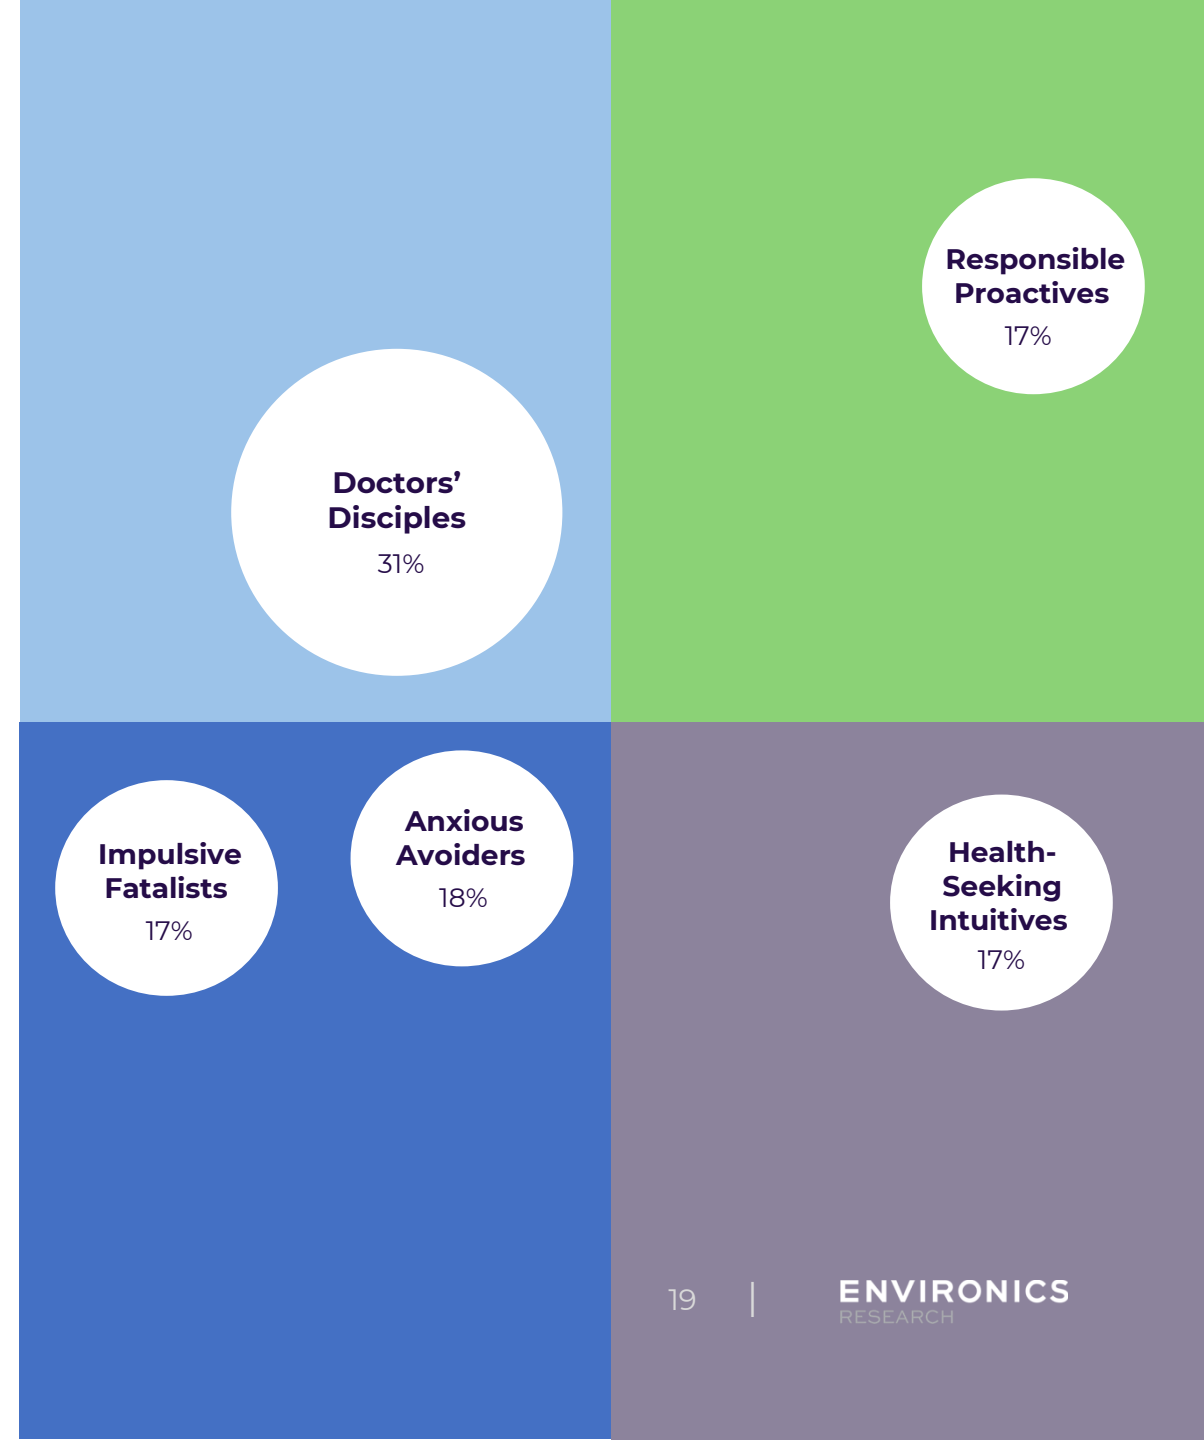 Responsible
Proactives
17%
Doctors’
Disciples
31%
Impulsive
Fatalists
17%
Anxious
Avoiders
18%
Health-
Seeking
Intuitives
17%
19 |
ENVIRONICS
RESEARCH